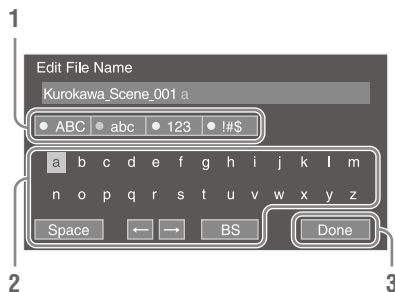 1
Edit File Name
Kurokawa_Scene_001 a
ABC abc 123 !#$
a b c d e f g h i j k l m
n o p q r s t u v w x y z
Space ← → BS Done
2 3